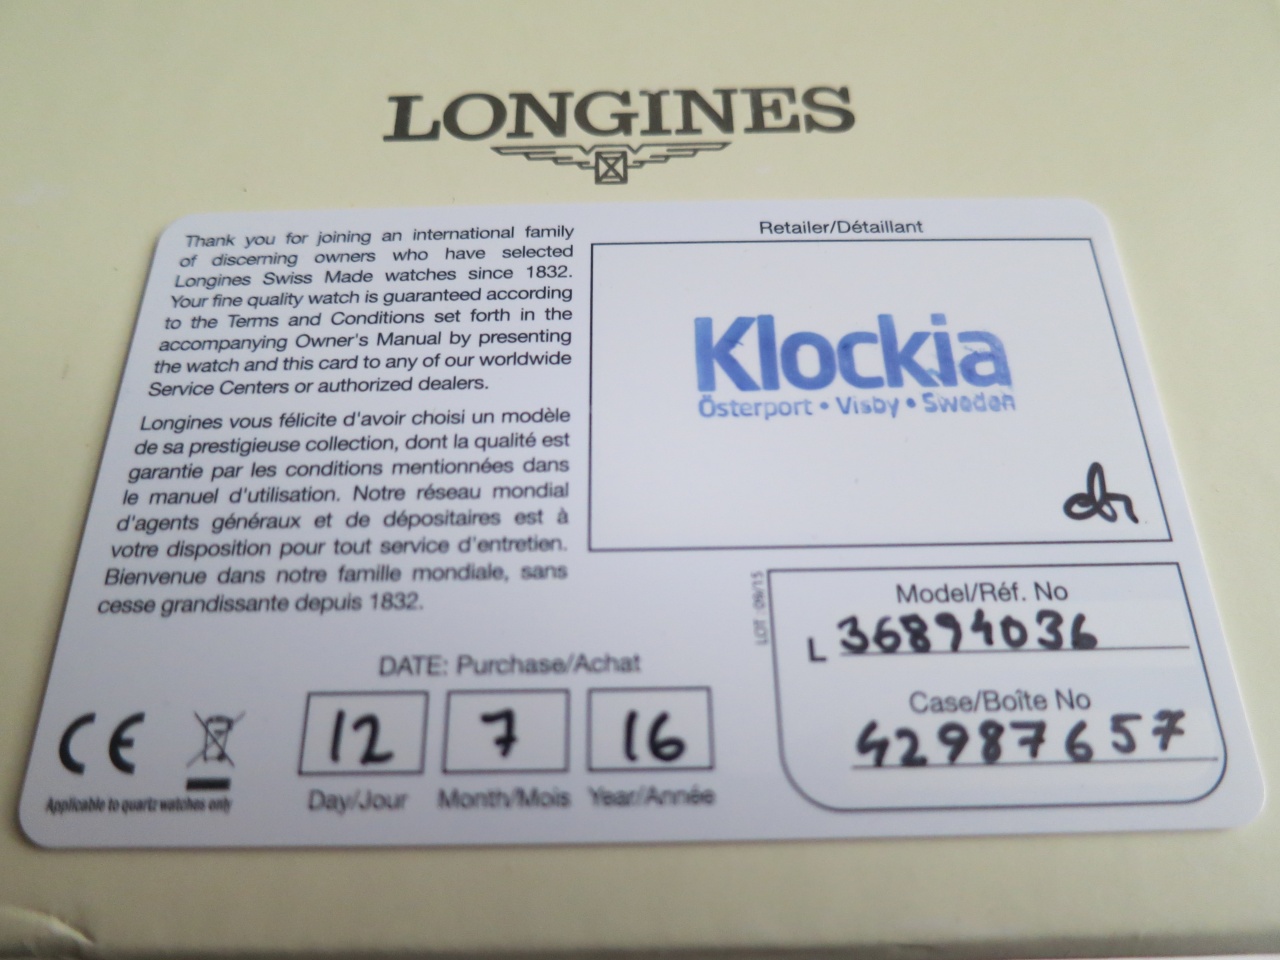 LONGINES
Thank you for joining an international family
of discerning owners who have selected
Longines Swiss Made watches since 1832.
Your fine quality watch is guaranteed according
to the Terms and Conditions set forth in the
accompanying Owner's Manual by presenting
the watch and this card to any of our worldwide
Service Centers or authorized dealers.
Longines vous félicite d'avoir choisi un modèle
de sa prestigieuse collection, dont la qualité est
garantie par les conditions mentionnées dans
le manuel d'utilisation. Notre réseau mondial
d'agents généraux et de dépositaires est à
votre disposition pour tout service d'entretien.
Bienvenue dans notre famille mondiale, sans
cesse grandissante depuis 1832.
Retailer/Détaillant
Klockia
Österport • Visby • Sweden
LOT : 09/15
Model/Réf. No
L 36894036
Case/Boîte No
42987657
DATE: Purchase/Achat
12 7 16
Day/Jour Month/Mois Year/Année
CE
Applicable to quartz watches only